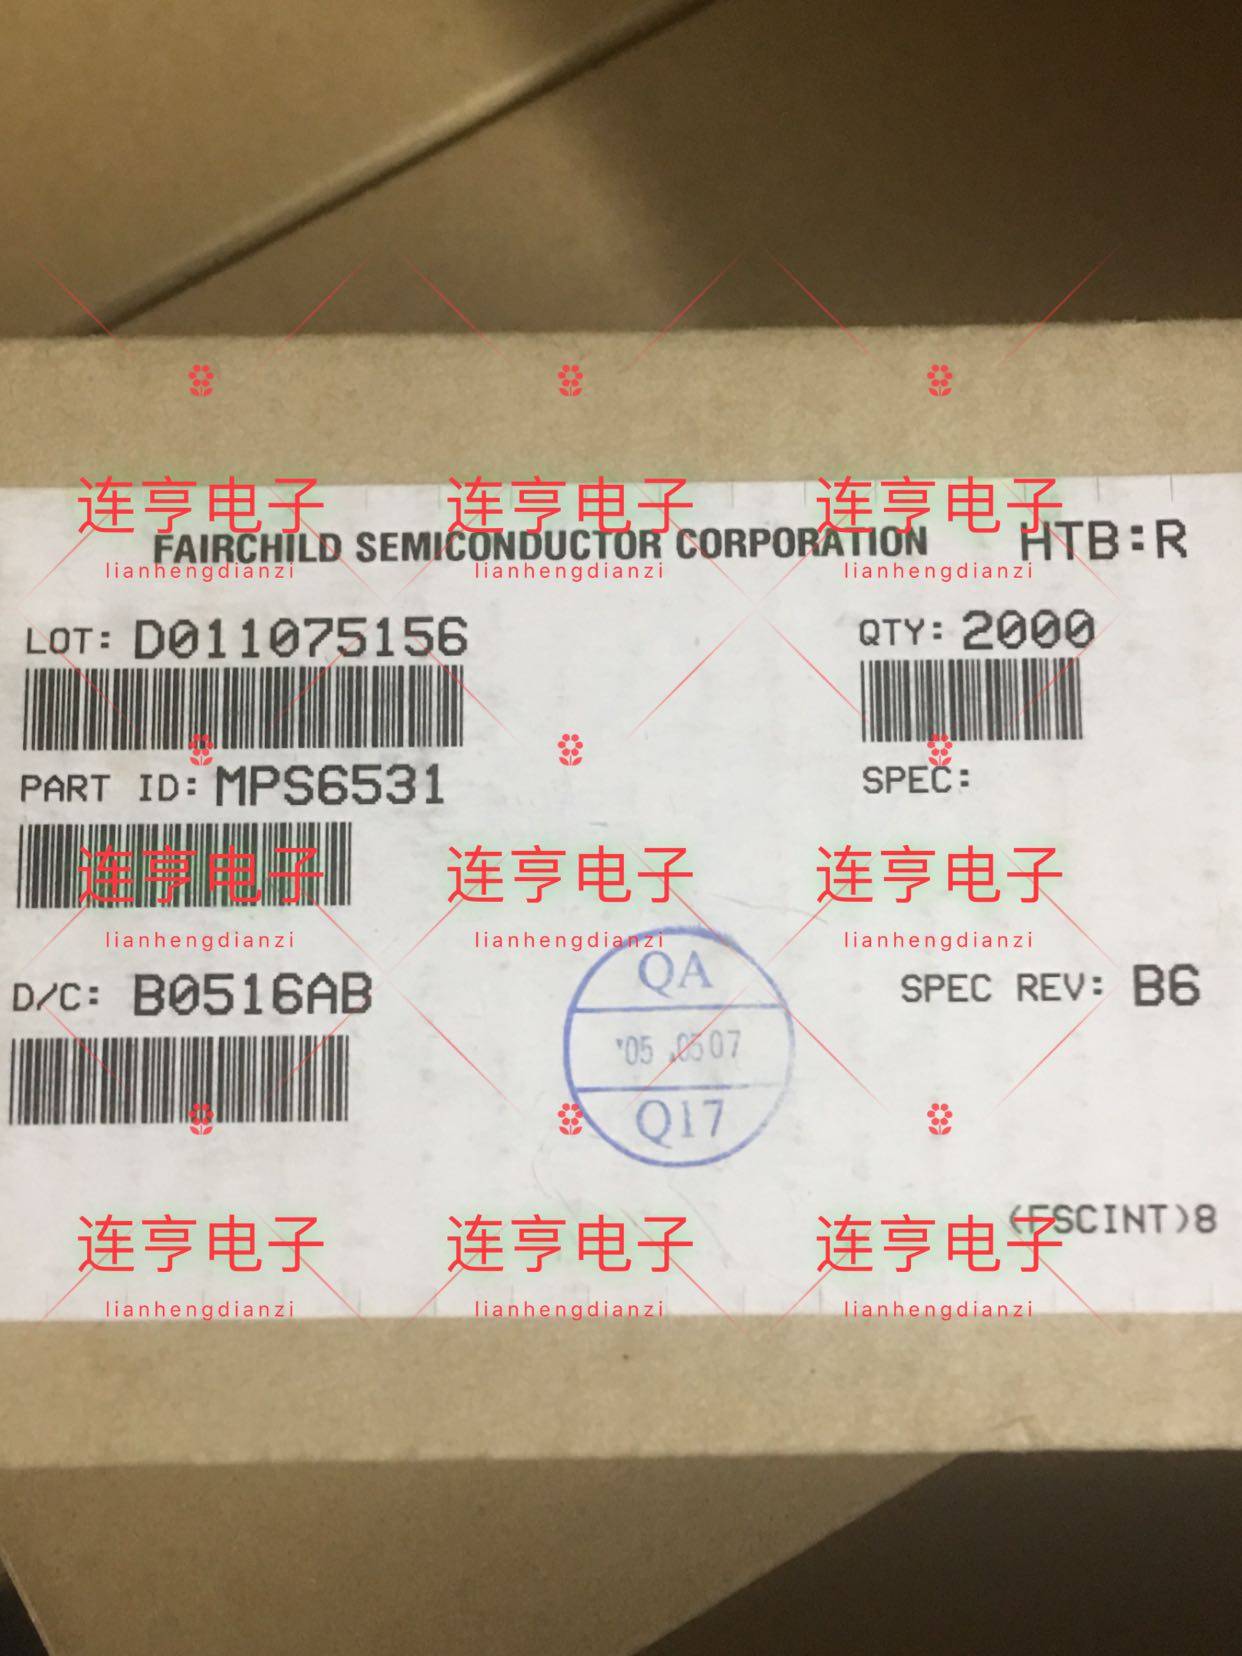 连亨电子 连亨电子 连亨电子
FAIRCHILD SEMICONDUCTOR CORPORATION HTB:R
lianhengdianzi lianhengdianzi lianhengdianzi
LOT: D011075156 QTY: 2000
PART ID: MPS6531 SPEC:
连亨电子 连亨电子 连亨电子
lianhengdianzi lianhengdianzi lianhengdianzi
QA
D/C: B0516AB SPEC REV: B6
'05 .0507
Q17
连亨电子 连亨电子 连亨电子
(FSCINT)8
lianhengdianzi lianhengdianzi lianhengdianzi